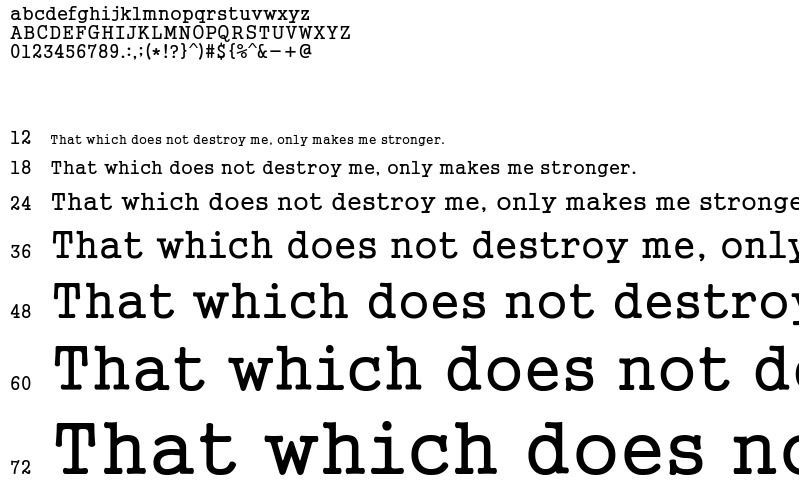 abcdefghijklmnopqrstuvwxyz
ABCDEFGHIJKLMNOPQRSTUVWXYZ
0123456789.:,;(*!?}^)#${%^&-+@
12 That which does not destroy me, only makes me stronger.
18 That which does not destroy me, only makes me stronger.
24 That which does not destroy me, only makes me stronge
36 That which does not destroy me, only
48 That which does not destroy
60 That which does not de
72 That which does no